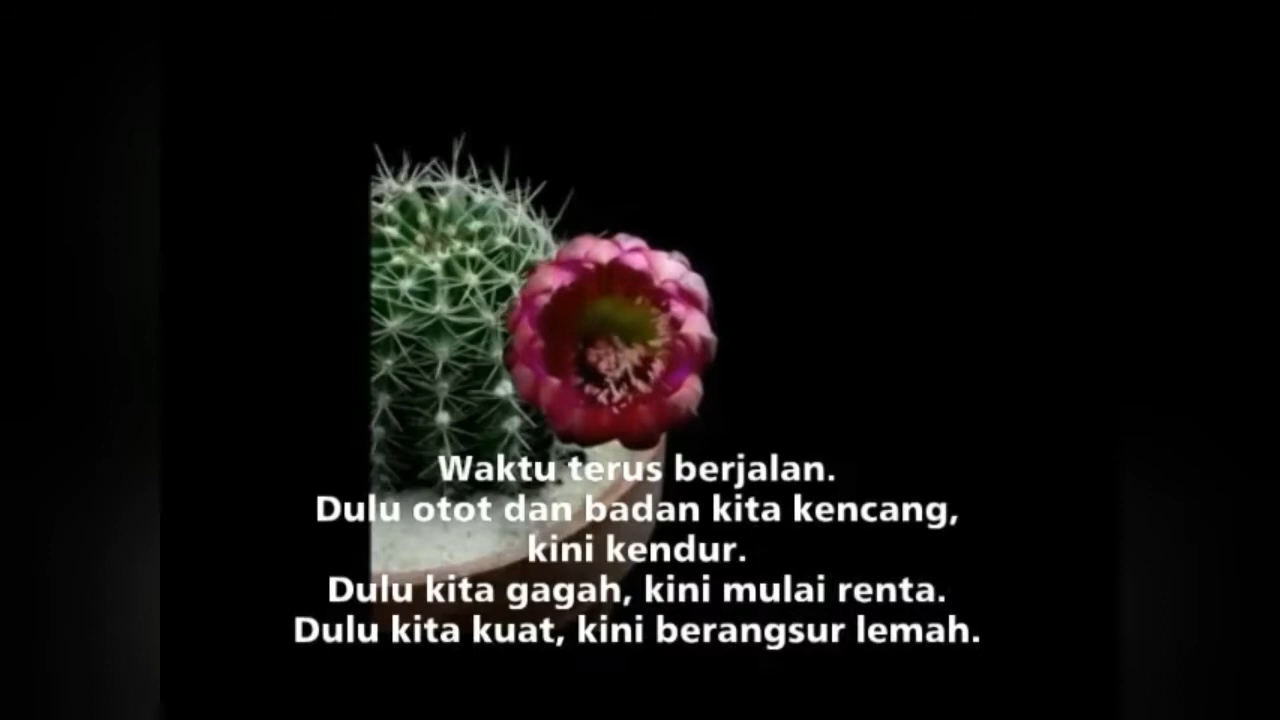 Waktu terus berjalan.
Dulu otot dan badan kita kencang,
kini kendur.
Dulu kita gagah, kini mulai renta.
Dulu kita kuat, kini berangsur lemah.